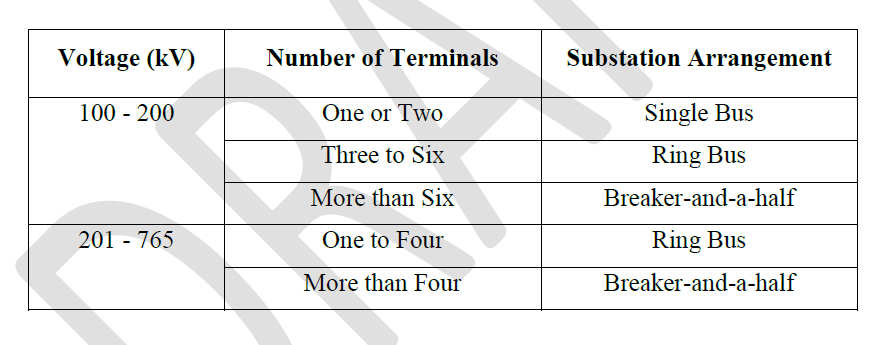 Voltage (kV) Number of Terminals Substation Arrangement
100 - 200 One or Two Single Bus
Three to Six Ring Bus
More than Six Breaker-and-a-half
201 - 765 One to Four Ring Bus
More than Four Breaker-and-a-half
DRAF